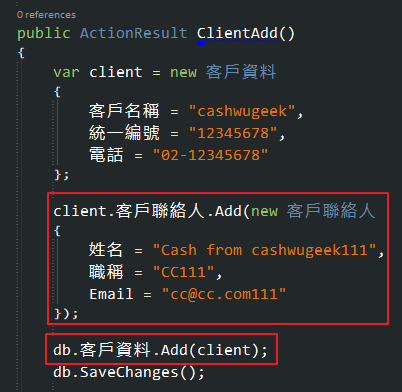 0 references
public ActionResult ClientAdd()
{
var client = new 客戶資料
{
客戶名稱 = "cashwugeek",
統一編號 = "12345678",
電話 = "02-12345678"
};
client.客戶聯絡人.Add(new 客戶聯絡人
{
姓名 = "Cash from cashwugeek111",
職稱 = "CC111",
Email = "cc@cc.com111"
});
db.客戶資料.Add(client);
db.SaveChanges();